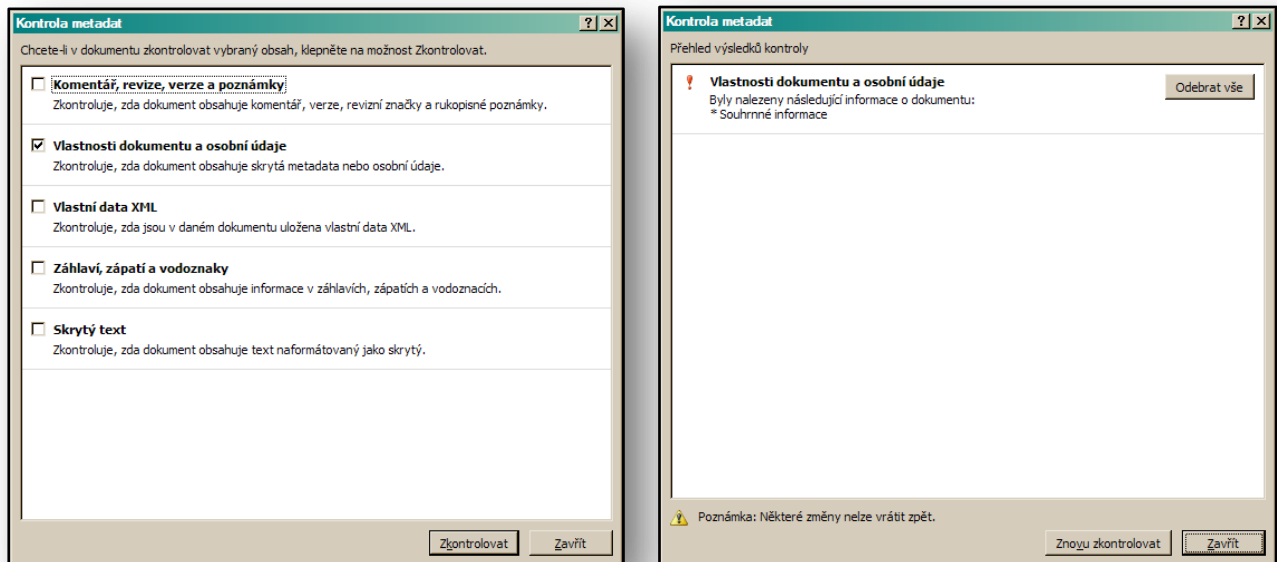 Kontrola metadat
Chcete-li v dokumentu zkontrolovat vybraný obsah, klepněte na možnost Zkontrolovat.
Komentář, revize, verze a poznámky
Zkontroluje, zda dokument obsahuje komentář, verze, revizní značky a rukopisné poznámky.
Vlastnosti dokumentu a osobní údaje
Zkontroluje, zda dokument obsahuje skrytá metadata nebo osobní údaje.
Vlastní data XML
Zkontroluje, zda jsou v daném dokumentu uložena vlastní data XML.
Záhlaví, zápatí a vodoznaky
Zkontroluje, zda dokument obsahuje informace v záhlavích, zápatích a vodoznacích.
Skrytý text
Zkontroluje, zda dokument obsahuje text naformátovaný jako skrytý.
Zkontrolovat
Zavřít
Kontrola metadat
Přehled výsledků kontroly
Vlastnosti dokumentu a osobní údaje
Odebrat vše
Byly nalezeny následující informace o dokumentu:
* Souhrnné informace
Poznámka: Některé změny nelze vrátit zpět.
Znovu zkontrolovat
Zavřít